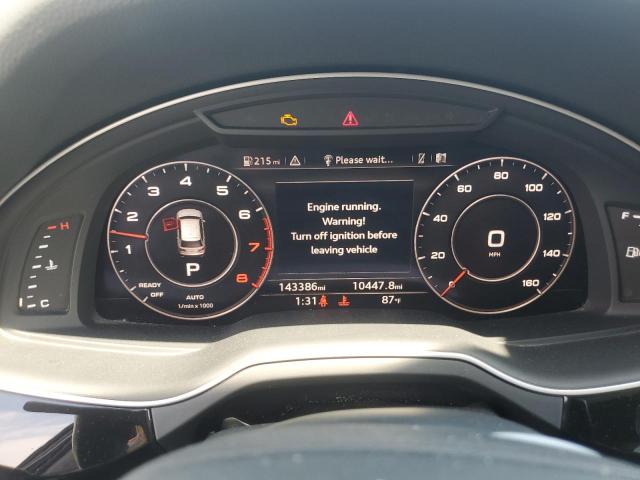 215 mi
Please wait...
H
C
1
2
3
4
5
6
7
8
READY
OFF
P
AUTO
1/min x 1000
Engine running.
Warning!
Turn off ignition before
leaving vehicle
0
20
40
60
80
100
120
140
160
0
MPH
F
143386mi
10447.8mi
1:31
87°F